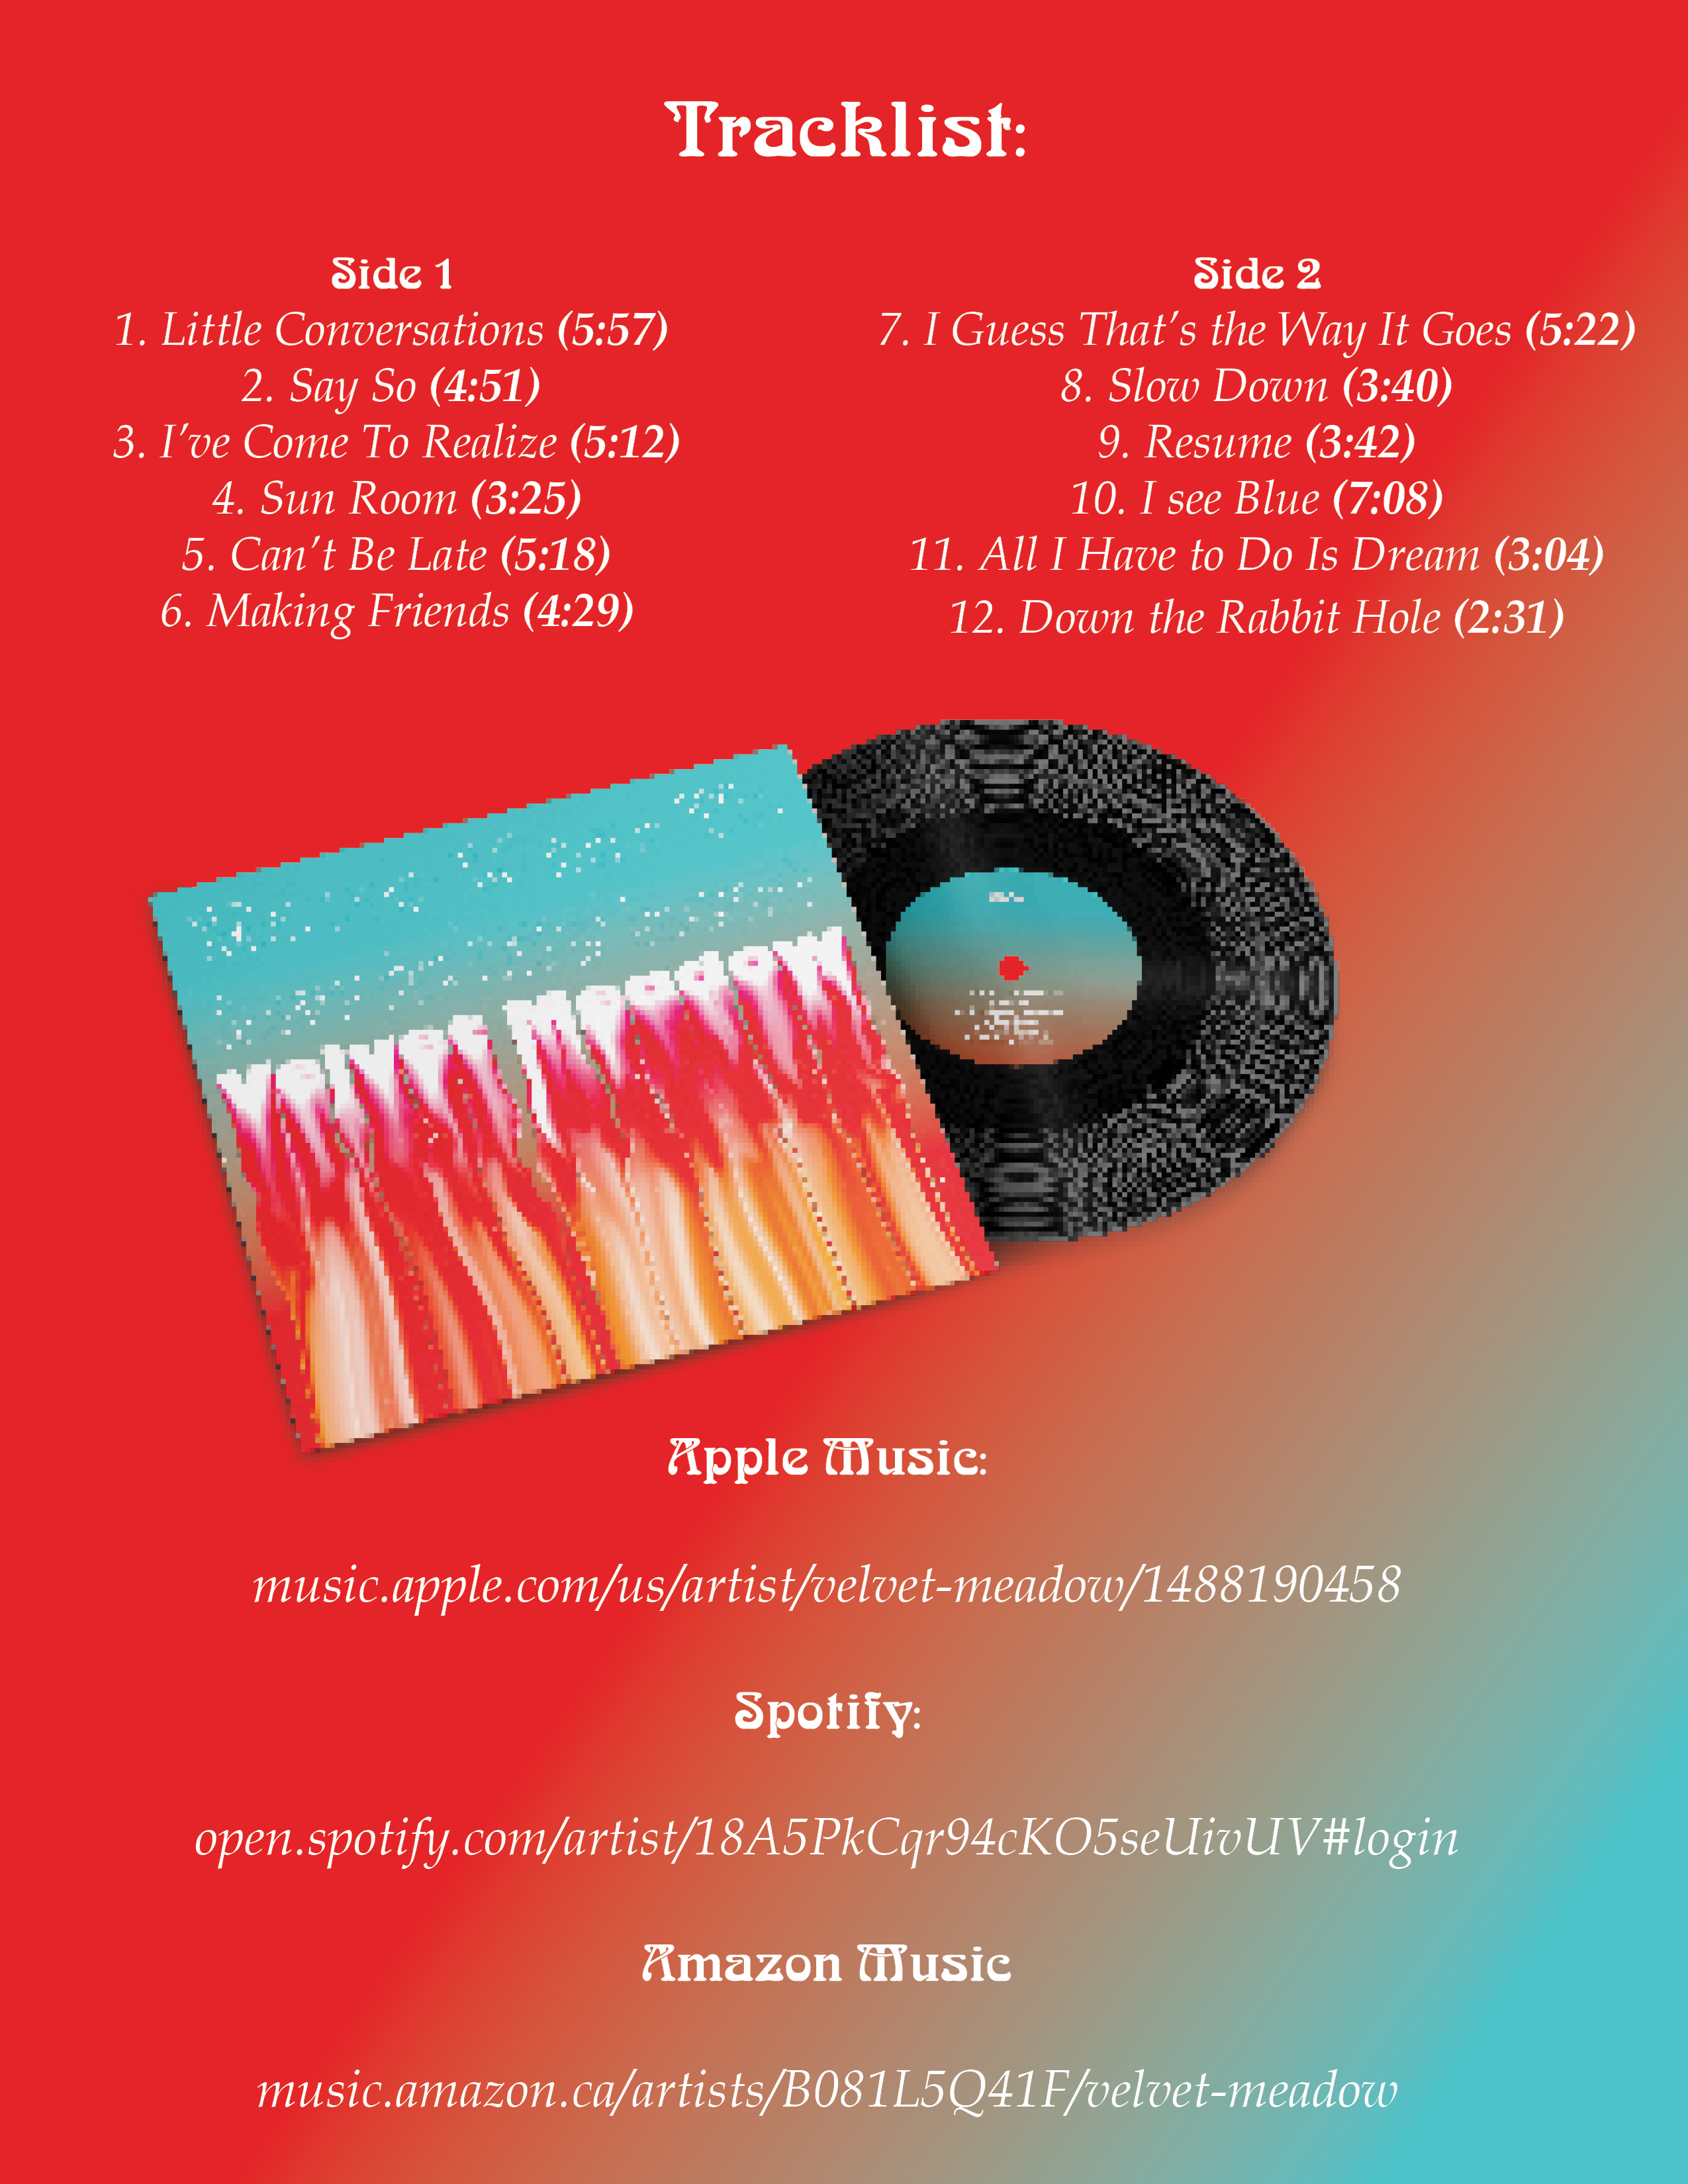 Tracklist:
Side 1
1. Little Conversations (5:57)
2. Say So (4:51)
3. I've Come To Realize (5:12)
4. Sun Room (3:25)
5. Can't Be Late (5:18)
6. Making Friends (4:29)
Side 2
7. I Guess That's the Way It Goes (5:22)
8. Slow Down (3:40)
9. Resume (3:42)
10. I see Blue (7:08)
11. All I Have to Do Is Dream (3:04)
12. Down the Rabbit Hole (2:31)
Apple Music:
music.apple.com/us/artist/velvet-meadow/1488190458
Spotify:
open.spotify.com/artist/18A5PkCqr94cKO5seUivUV#login
Amazon Music
music.amazon.ca/artists/B081L5Q41F/velvet-meadow